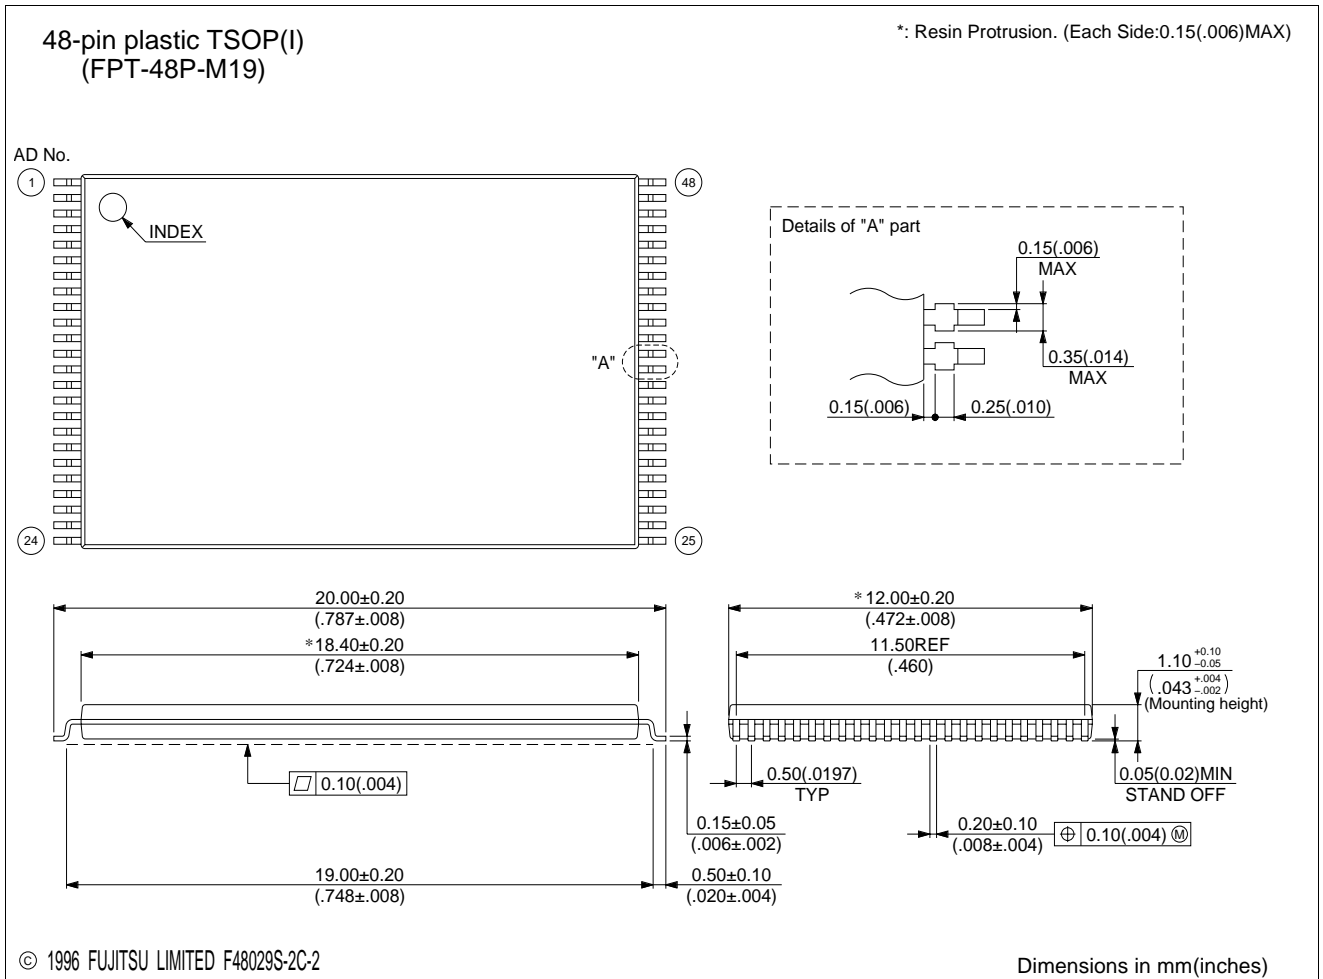 48-pin plastic TSOP(I)
(FPT-48P-M19)
*: Resin Protrusion. (Each Side:0.15(.006)MAX)
AD No.
1
48
INDEX
"A"
24
25
Details of "A" part
0.15(.006)
MAX
0.35(.014)
MAX
0.15(.006)
0.25(.010)
20.00±0.20
(.787±.008)
*18.40±0.20
(.724±.008)
0.10(.004)
0.15±0.05
(.006±.002)
19.00±0.20
(.748±.008)
0.50±0.10
(.020±.004)
*12.00±0.20
(.472±.008)
11.50REF
(.460)
1.10 +0.10 −0.05
(.043 +.004 −.002)
(Mounting height)
0.50(.0197)
TYP
0.05(0.02)MIN
STAND OFF
0.20±0.10
(.008±.004)
⌖ 0.10(.004) Ⓜ
© 1996 FUJITSU LIMITED F48029S-2C-2
Dimensions in mm(inches)